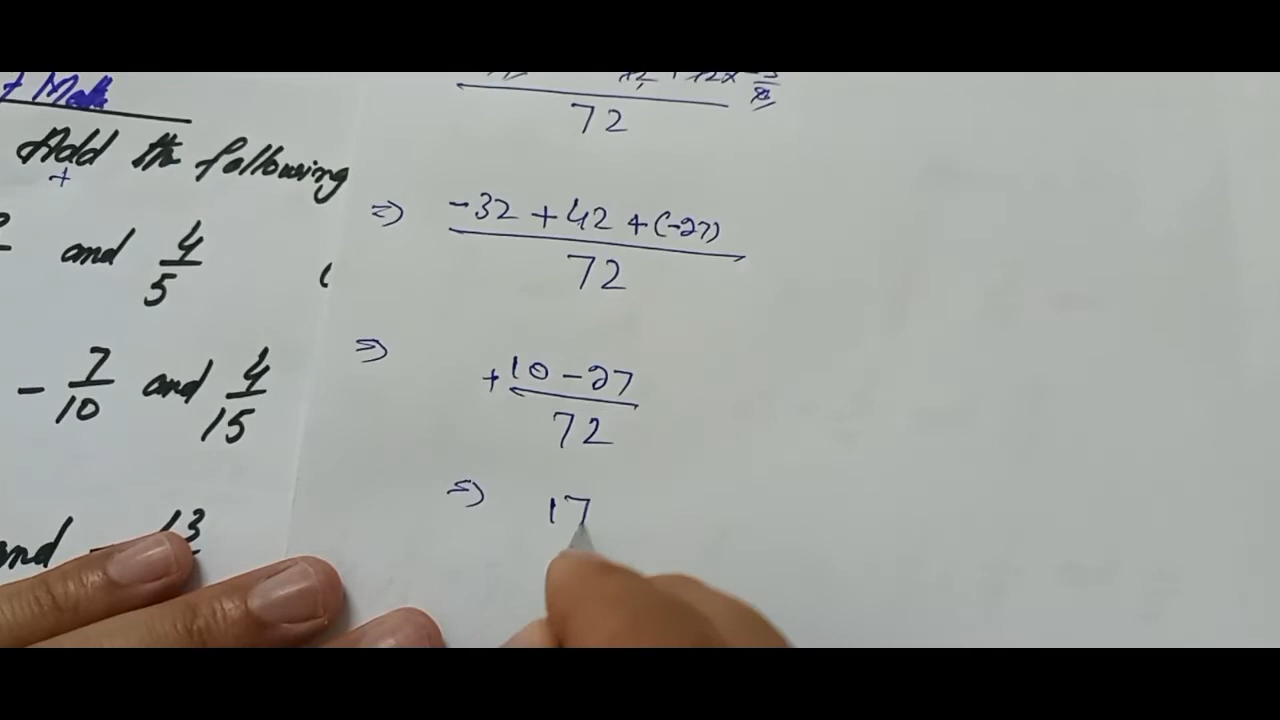 Math
Add the following
+
and 4/5 (
- 7/10 and 4/15
and - 13
72
⇒ -32 + 42 + (-27)
72
⇒ +10 - 27
72
⇒ 17